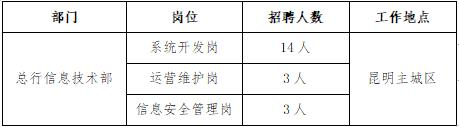 部门 岗位 招聘人数 工作地点
总行信息技术部 系统开发岗 14人 昆明主城区
运营维护岗 3人
信息安全管理岗 3人